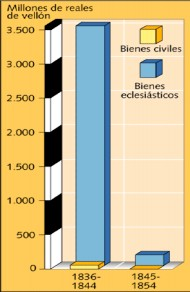 Millones de reales
de vellón
3.500
3.000
2.500
2.000
1.500
1.000
500
0
Bienes civiles
Bienes
eclesiásticos
1836-
1844
1845-
1854